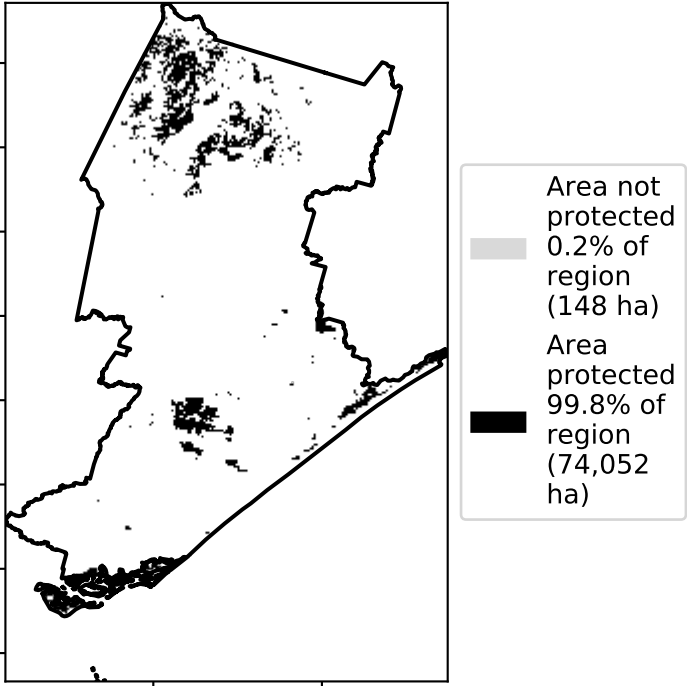 Area not
protected
0.2% of
region
(148 ha)
Area
protected
99.8% of
region
(74,052
ha)